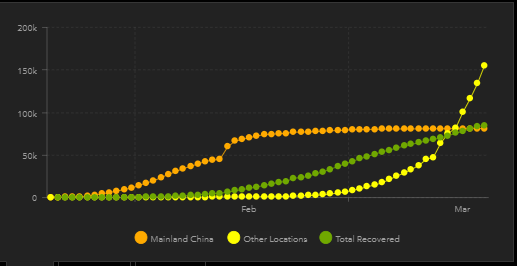 200k
150k
100k
50k
0
Feb Mar
Mainland China Other Locations Total Recovered